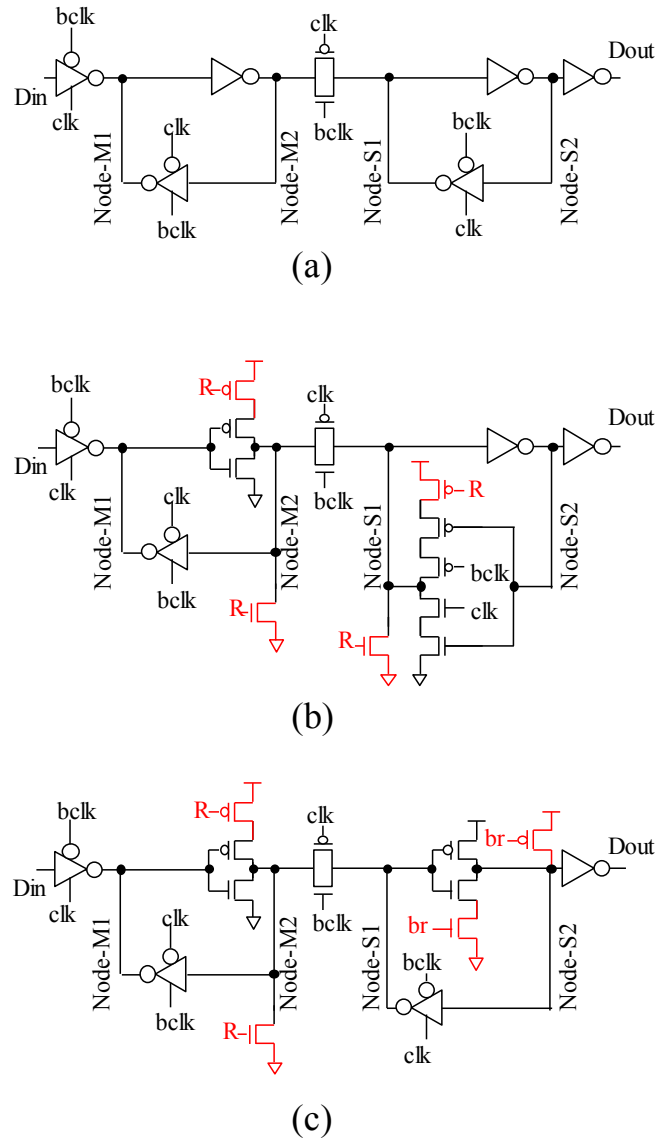 bclk
clk
Dout
Din
clk
clk
bclk
bclk
bclk
clk
Node-M1
Node-M2
Node-S1
Node-S2
(a)
R
bclk
clk
Dout
Din
clk
clk
bclk
R
bclk
clk
bclk
R
R
Node-M1
Node-M2
Node-S1
Node-S2
(b)
R
bclk
clk
br
Dout
Din
clk
clk
bclk
br
bclk
bclk
R
clk
Node-M1
Node-M2
Node-S1
Node-S2
(c)